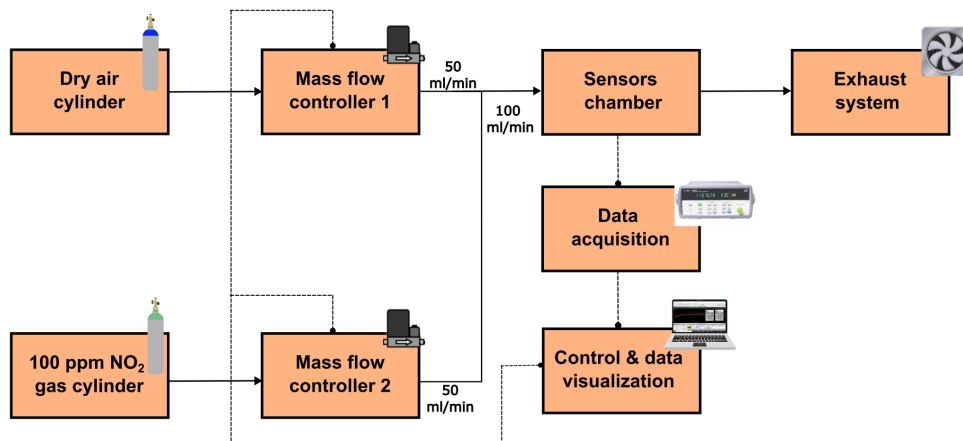 Dry air
cylinder
Mass flow
controller 1
50
ml/min
100
ml/min
Sensors
chamber
Exhaust
system
Data
acquisition
100 ppm NO₂
gas cylinder
Mass flow
controller 2
50
ml/min
Control & data
visualization